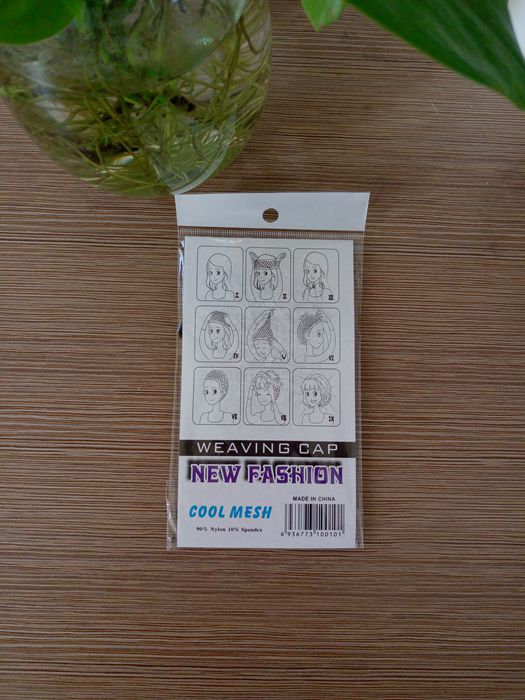 I
II
III
IV
V
VI
VII
VIII
IX
WEAVING CAP
NEW FASHION
MADE IN CHINA
COOL MESH
90% Nylon 10% Spandex
6 936773 100101